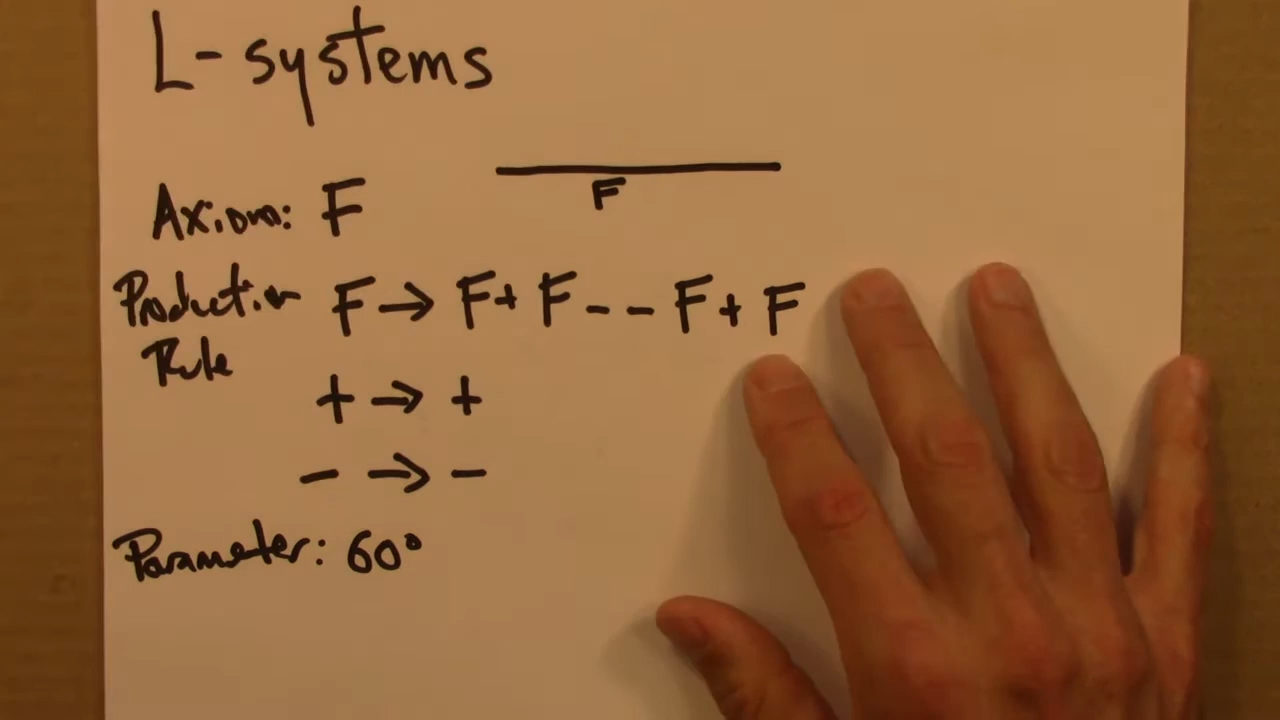 L-systems
F
Axiom: F
Production F → F+F--F+F
Rule
+ → +
- → -
Parameter: 60°